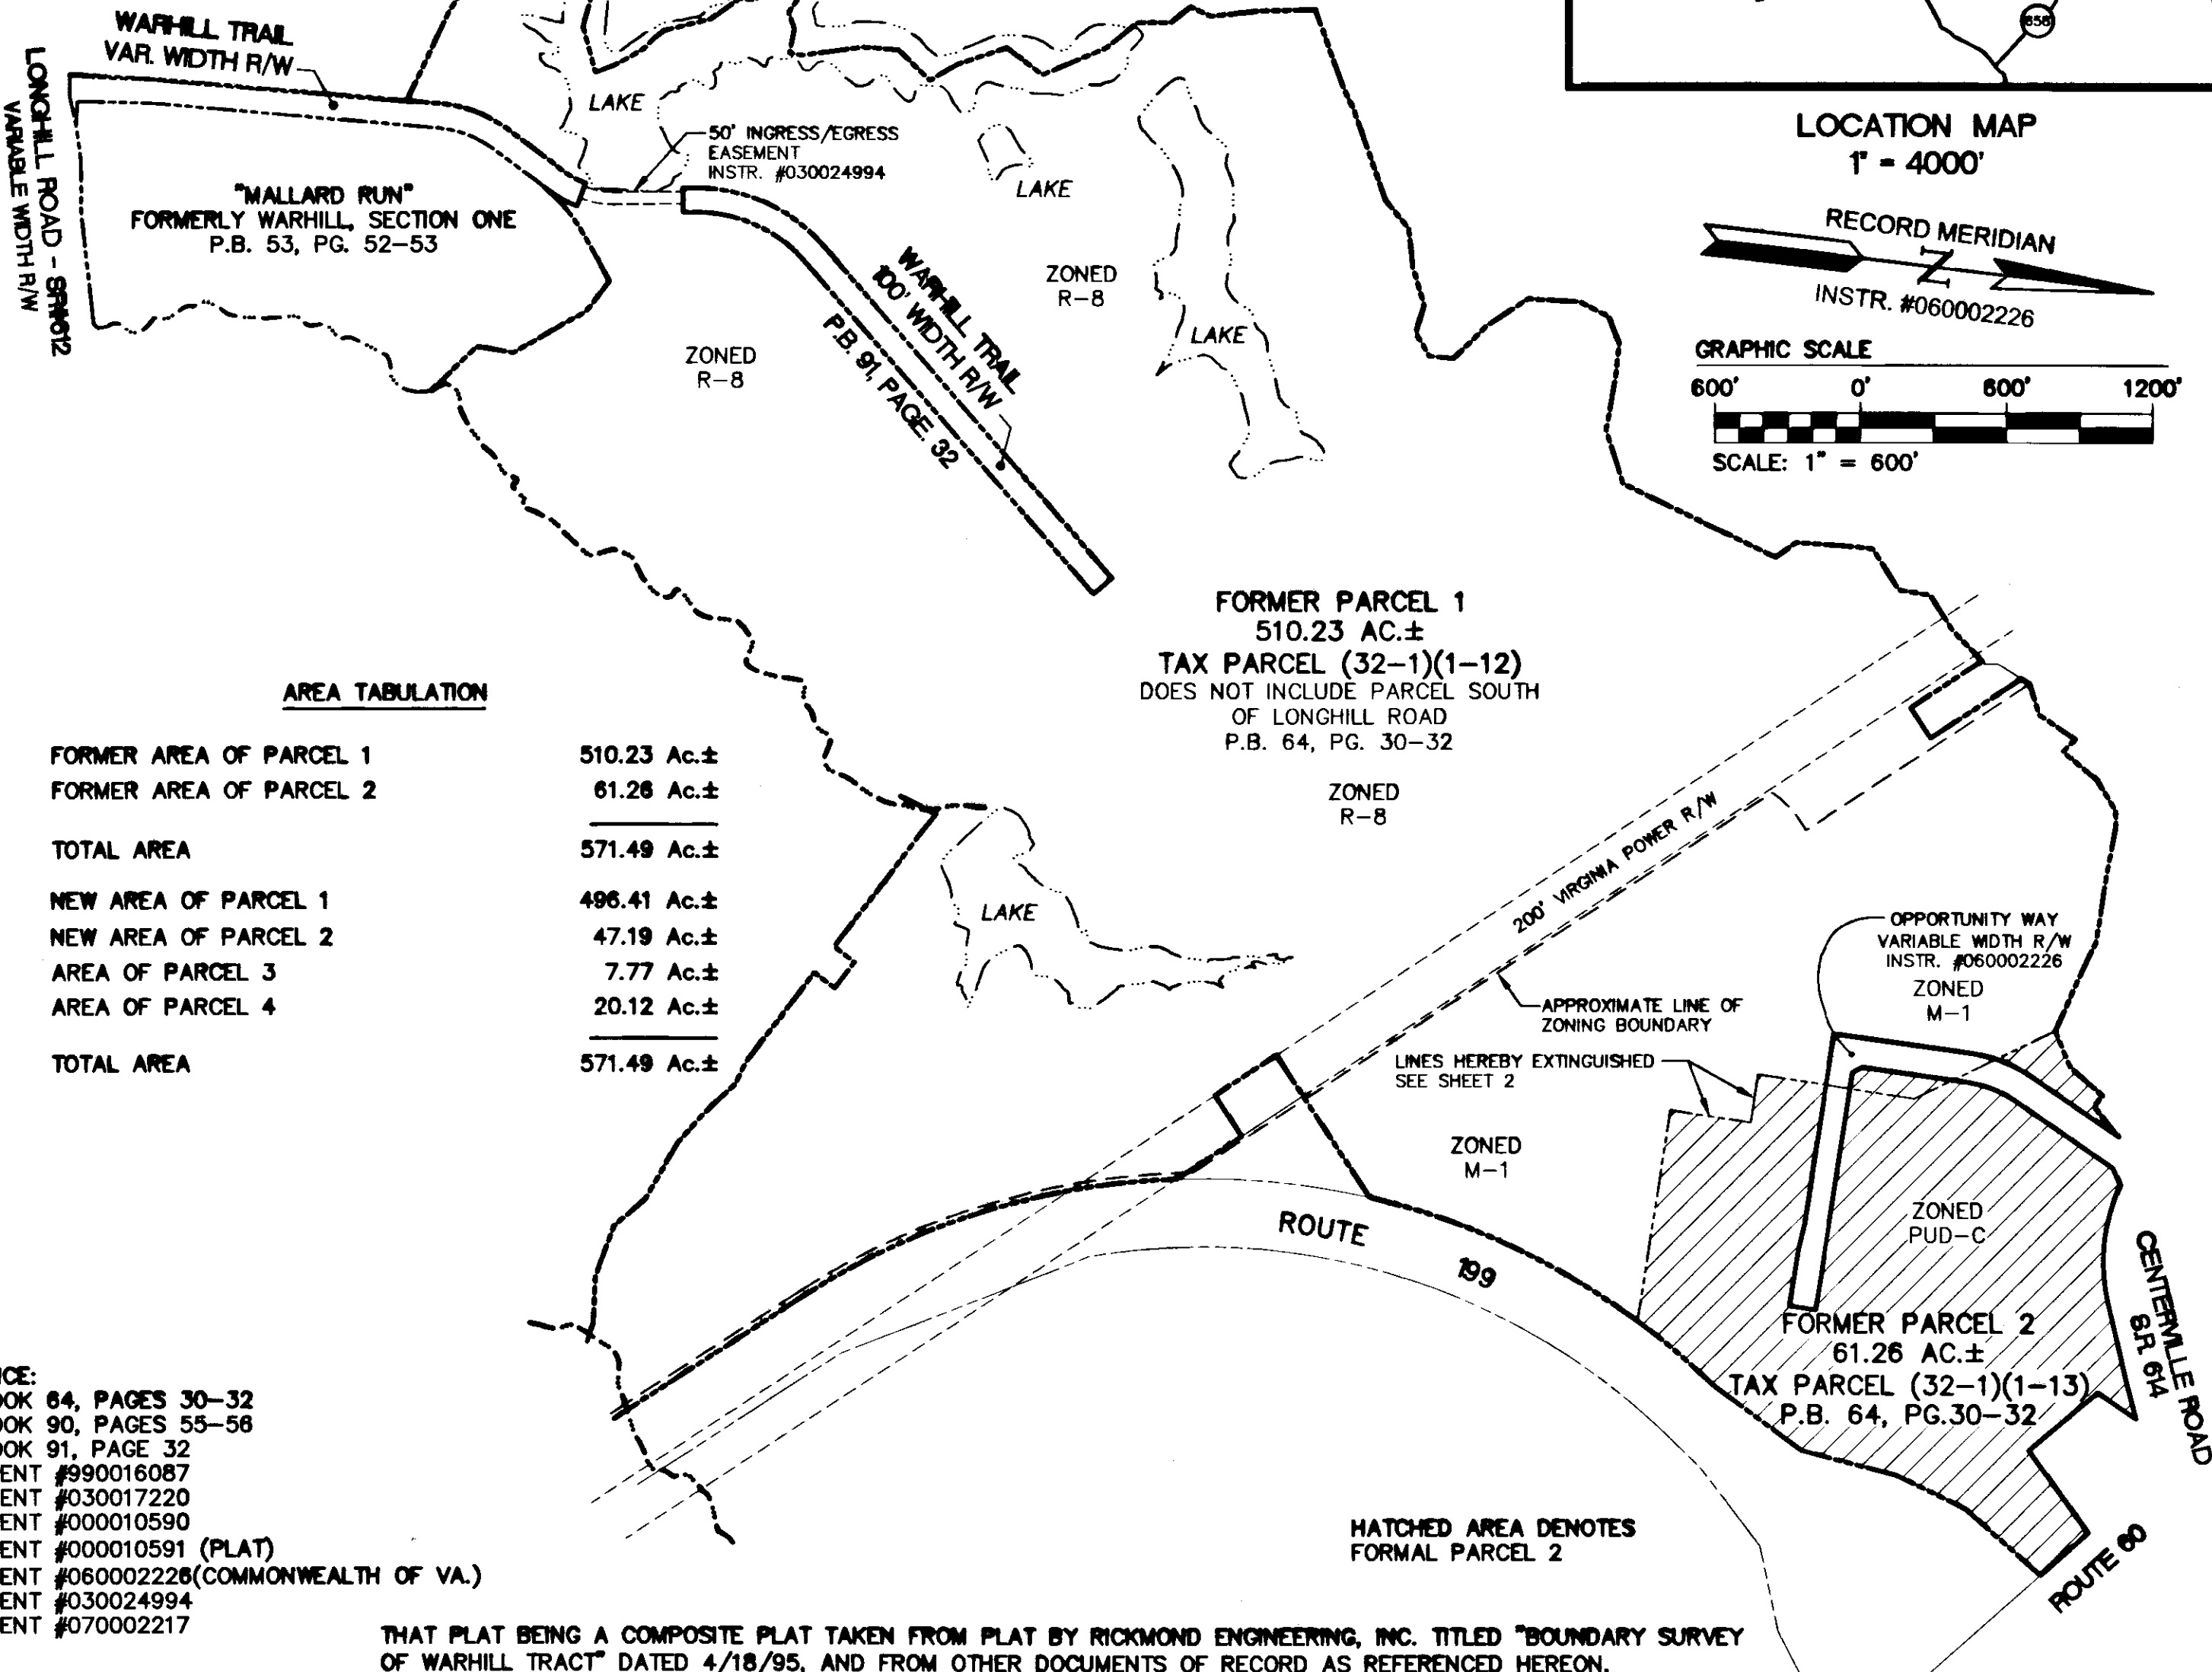 WARHILL TRAIL
VAR. WIDTH R/W
LONGHILL ROAD - SR#612
VARIABLE WIDTH R/W
"MALLARD RUN"
FORMERLY WARHILL, SECTION ONE
P.B. 53, PG. 52-53
LAKE
50' INGRESS/EGRESS
EASEMENT
INSTR. #030024994
LAKE
ZONED
R-8
LAKE
WARHILL TRAIL
100' WIDTH R/W
P.B. 91, PAGE 32
ZONED
R-8
658
LOCATION MAP
1" = 4000'
RECORD MERIDIAN
N
INSTR. #060002226
GRAPHIC SCALE
600' 0' 600' 1200'
SCALE: 1" = 600'
FORMER PARCEL 1
510.23 AC.±
TAX PARCEL (32-1)(1-12)
DOES NOT INCLUDE PARCEL SOUTH
OF LONGHILL ROAD
P.B. 64, PG. 30-32
ZONED
R-8
AREA TABULATION
FORMER AREA OF PARCEL 1 510.23 Ac.±
FORMER AREA OF PARCEL 2 61.26 Ac.±
TOTAL AREA 571.49 Ac.±
NEW AREA OF PARCEL 1 496.41 Ac.±
NEW AREA OF PARCEL 2 47.19 Ac.±
AREA OF PARCEL 3 7.77 Ac.±
AREA OF PARCEL 4 20.12 Ac.±
TOTAL AREA 571.49 Ac.±
LAKE
200' VIRGINIA POWER R/W
OPPORTUNITY WAY
VARIABLE WIDTH R/W
INSTR. #060002226
ZONED
M-1
APPROXIMATE LINE OF
ZONING BOUNDARY
LINES HEREBY EXTINGUISHED
SEE SHEET 2
ZONED
M-1
ROUTE 199
ZONED
PUD-C
CENTERVILLE ROAD
S.R. 614
FORMER PARCEL 2
61.26 AC.±
TAX PARCEL (32-1)(1-13)
P.B. 64, PG.30-32
ROUTE 60
HATCHED AREA DENOTES
FORMAL PARCEL 2
ICE:
OOK 64, PAGES 30-32
OOK 90, PAGES 55-56
OOK 91, PAGE 32
ENT #990016087
ENT #030017220
ENT #000010590
ENT #000010591 (PLAT)
ENT #060002226(COMMONWEALTH OF VA.)
ENT #030024994
ENT #070002217
THAT PLAT BEING A COMPOSITE PLAT TAKEN FROM PLAT BY RICKMOND ENGINEERING, INC. TITLED "BOUNDARY SURVEY
OF WARHILL TRACT" DATED 4/18/95, AND FROM OTHER DOCUMENTS OF RECORD AS REFERENCED HEREON.